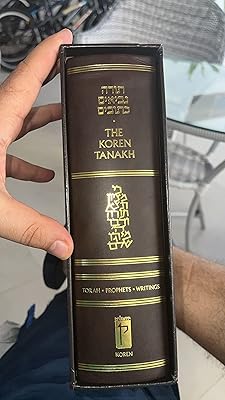 תורה
נביאים
כתובים
THE
KOREN
TANAKH
TORAH • PROPHETS • WRITINGS
KOREN